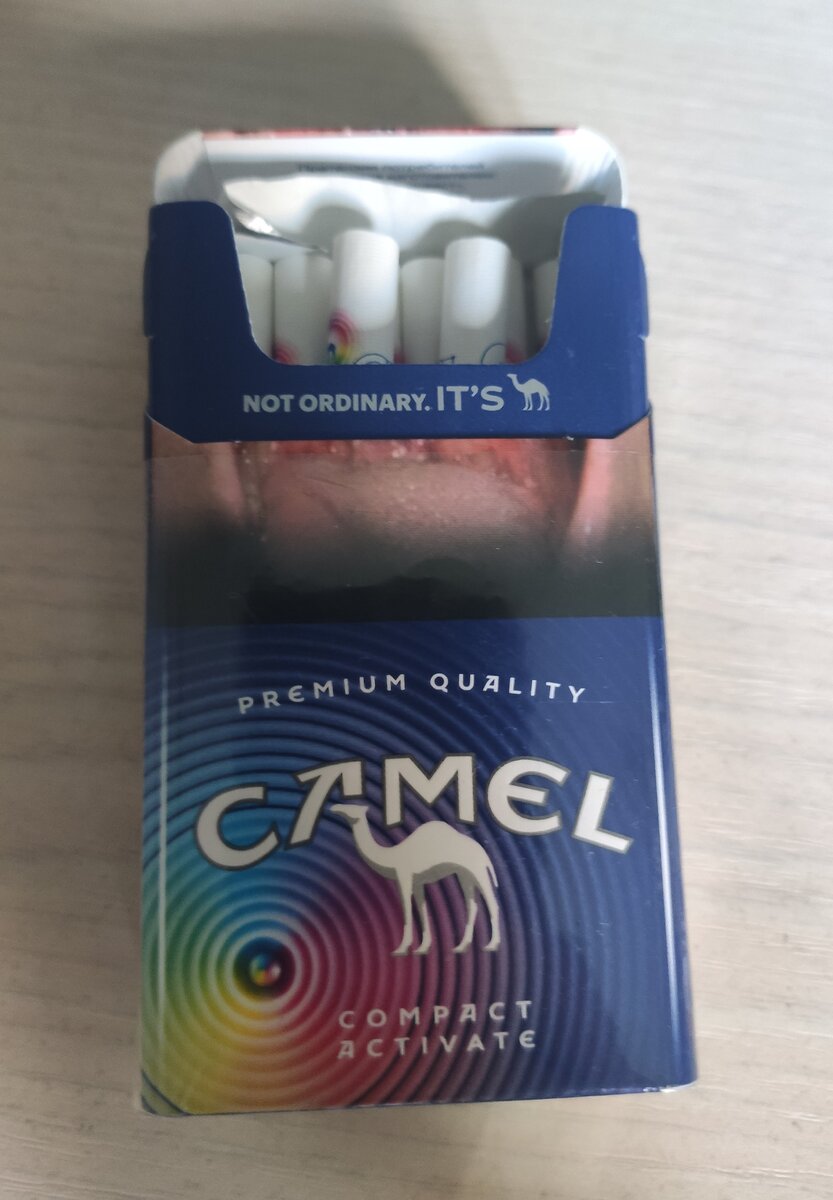 NOT ORDINARY. IT'S
PREMIUM QUALITY
CAMEL
COMPACT
ACTIVATE